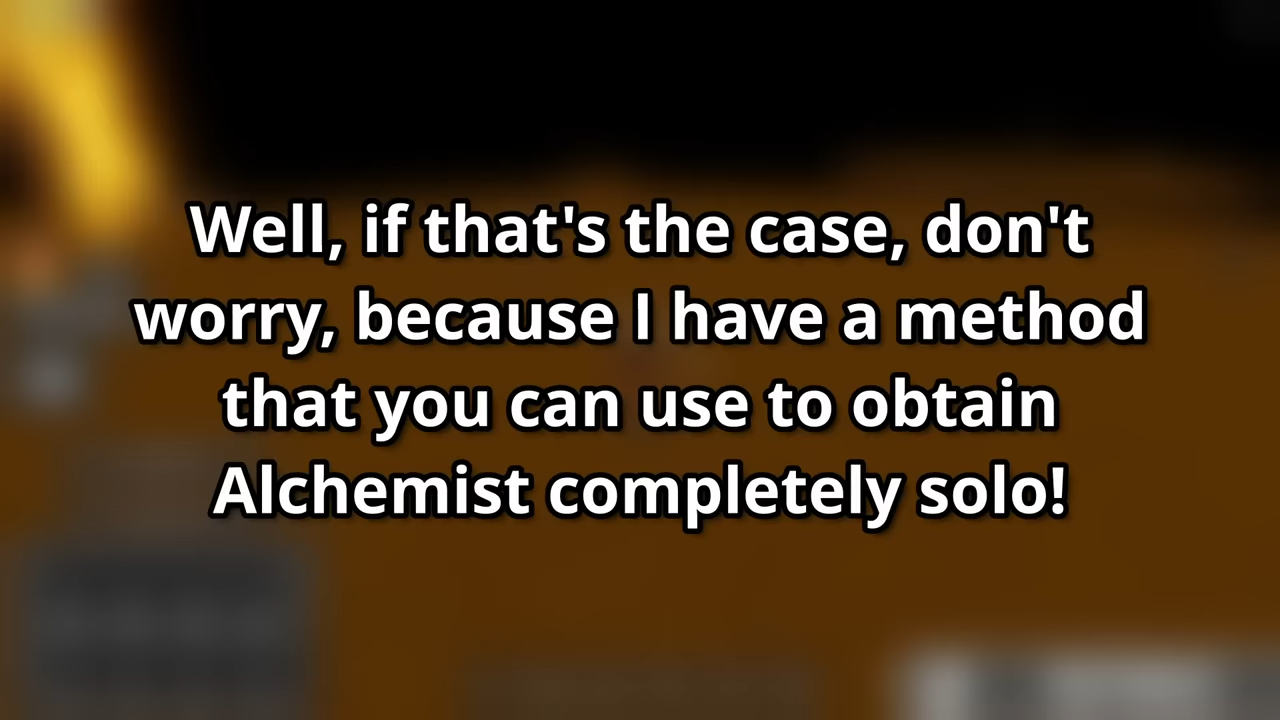 Well, if that's the case, don't
worry, because I have a method
that you can use to obtain
Alchemist completely solo!